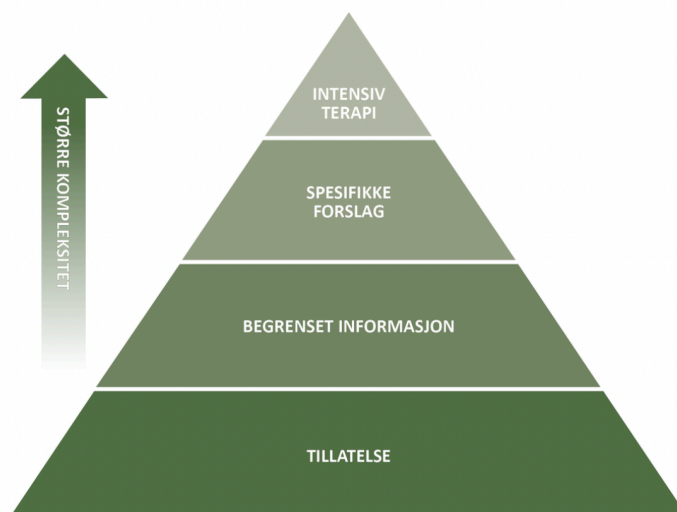 STØRRE KOMPLEKSITET
INTENSIV
TERAPI
SPESIFIKKE
FORSLAG
BEGRENSET INFORMASJON
TILLATELSE